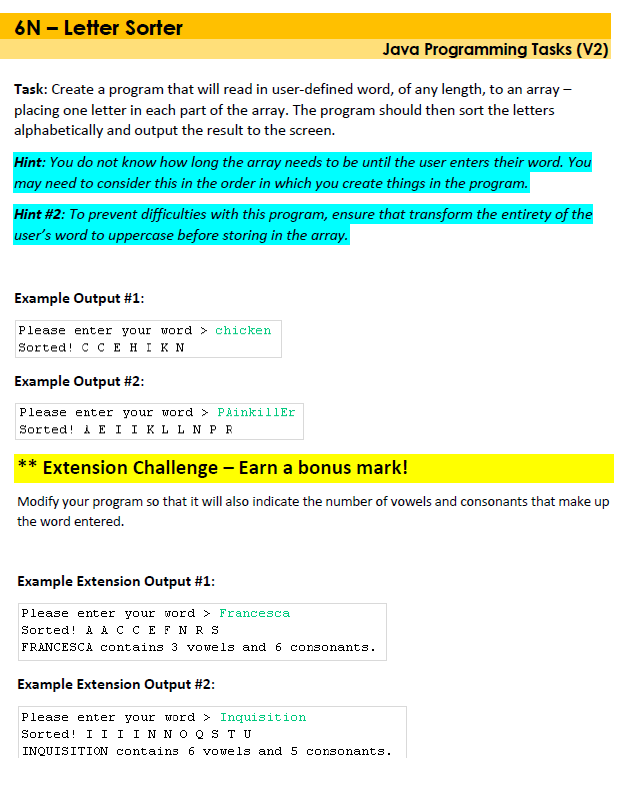 6N – Letter Sorter
Java Programming Tasks (V2)
Task: Create a program that will read in user-defined word, of any length, to an array –
placing one letter in each part of the array. The program should then sort the letters
alphabetically and output the result to the screen.
Hint: You do not know how long the array needs to be until the user enters their word. You
may need to consider this in the order in which you create things in the program.
Hint #2: To prevent difficulties with this program, ensure that transform the entirety of the
user's word to uppercase before storing in the array.
Example Output #1:
Please enter your word > chicken
Sorted! C C E H I K N
Example Output #2:
Please enter your word > PAinkillEr
Sorted! A E I I K L L N P R
** Extension Challenge – Earn a bonus mark!
Modify your program so that it will also indicate the number of vowels and consonants that make up
the word entered.
Example Extension Output #1:
Please enter your word > Francesca
Sorted! A A C C E F N R S
FRANCESCA contains 3 vowels and 6 consonants.
Example Extension Output #2:
Please enter your word > Inquisition
Sorted! I I I I N N O Q S T U
INQUISITION contains 6 vowels and 5 consonants.